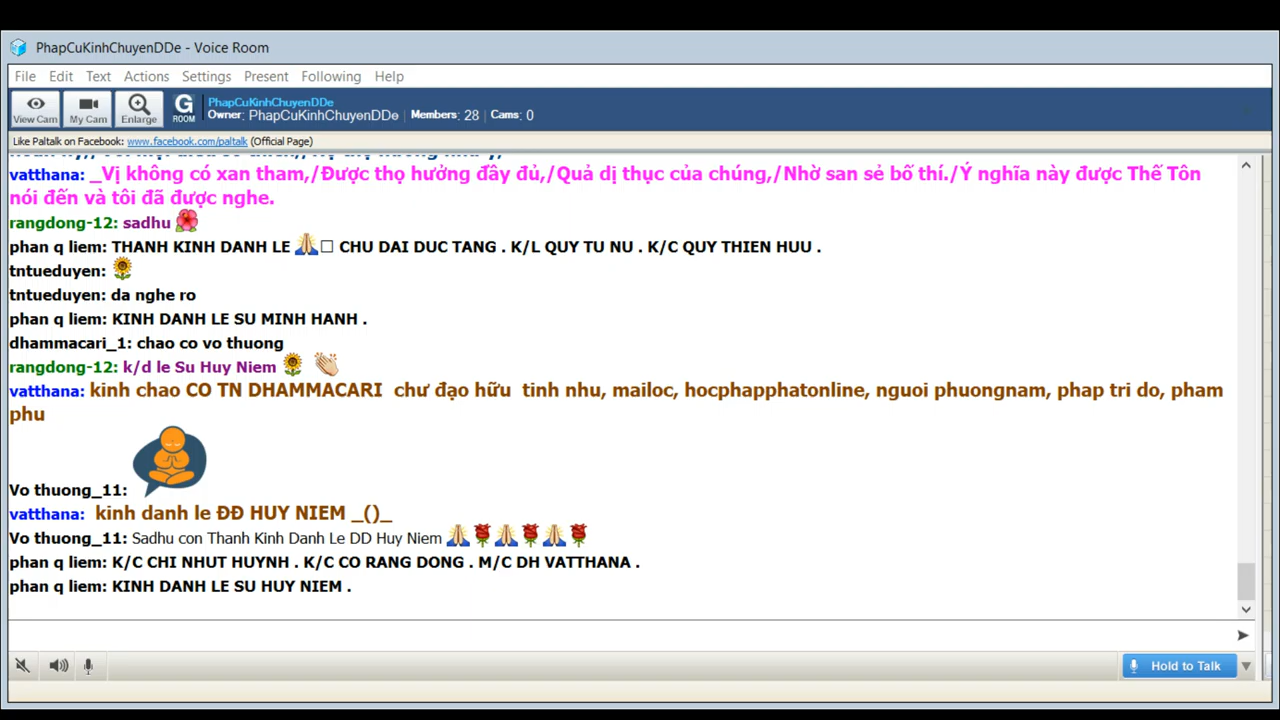 PhapCuKinhChuyenDDe - Voice Room
File Edit Text Actions Settings Present Following Help
View Cam My Cam Enlarge G ROOM PhapCuKinhChuyenDDe
Owner: PhapCuKinhChuyenDDe Members: 28 Cams: 0
Like Paltalk on Facebook: www.facebook.com/paltalk (Official Page)
vatthana: _Vị không có xan tham,/Được thọ hưởng đầy đủ,/Quả dị thục của chúng,/Nhờ san sẻ bố thí./Ý nghĩa này được Thế Tôn
nói đến và tôi đã được nghe.
rangdong-12: sadhu
phan q liem: THANH KINH DANH LE 🙏□ CHU DAI DUC TANG . K/L QUY TU NU . K/C QUY THIEN HUU .
tntueduyen: 🌻
tntueduyen: da nghe ro
phan q liem: KINH DANH LE SU MINH HANH .
dhammacari_1: chao co vo thuong
rangdong-12: k/d le Su Huy Niem
vatthana: kinh chao CO TN DHAMMACARI chư đạo hữu tinh nhu, mailoc, hocphapphatonline, nguoi phuongnam, phap tri do, pham
phu
Vo thuong_11:
vatthana: kinh danh le ĐĐ HUY NIEM _()_
Vo thuong_11: Sadhu con Thanh Kinh Danh Le DD Huy Niem 🙏🌹🙏🌹🙏🌹
phan q liem: K/C CHI NHUT HUYNH . K/C CO RANG DONG . M/C DH VATTHANA .
phan q liem: KINH DANH LE SU HUY NIEM .
Hold to Talk